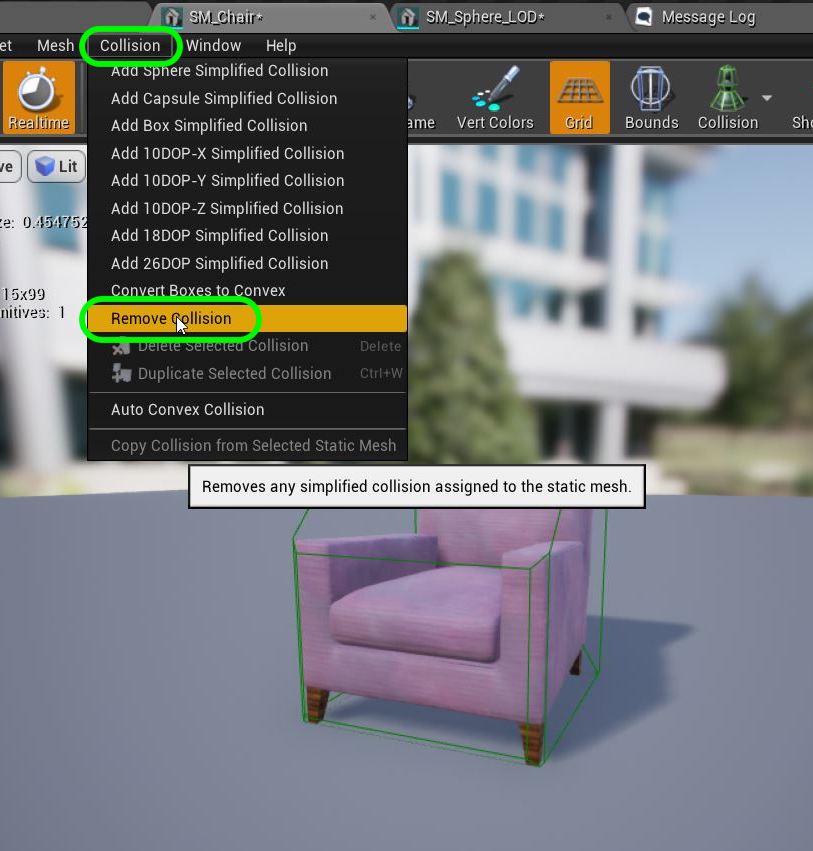 SM_Chair*
SM_Sphere_LOD*
Message Log
et Mesh Collision Window Help
Add Sphere Simplified Collision
Add Capsule Simplified Collision
Add Box Simplified Collision
Add 10DOP-X Simplified Collision
Add 10DOP-Y Simplified Collision
Add 10DOP-Z Simplified Collision
Add 18DOP Simplified Collision
Add 26DOP Simplified Collision
Convert Boxes to Convex
Remove Collision
Delete Selected Collision Delete
Duplicate Selected Collision Ctrl+W
Auto Convex Collision
Copy Collision from Selected Static Mesh
Removes any simplified collision assigned to the static mesh.
Realtime
ame
Vert Colors
Grid
Bounds
Collision
Sho
ve
Lit
ze: 0.454752
15x99
nitives: 1